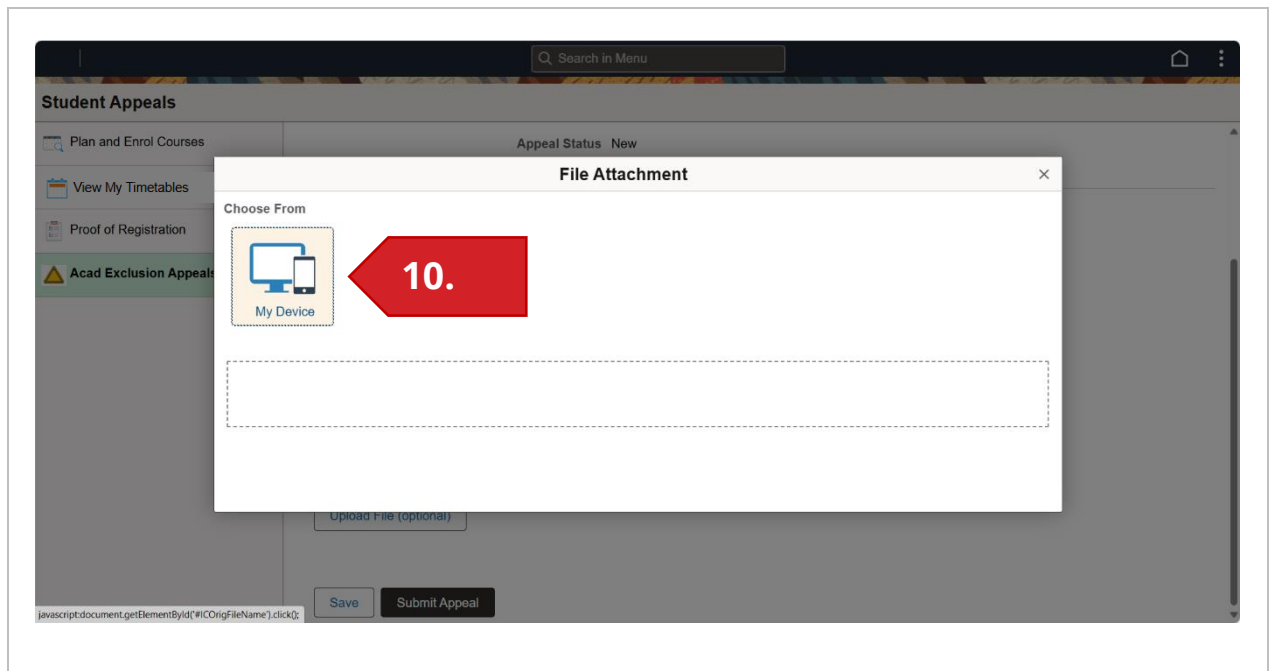 Search in Menu
Student Appeals
Plan and Enrol Courses
Appeal Status New
File Attachment
View My Timetables
Choose From
Proof of Registration
Acad Exclusion Appeals
10.
My Device
Upload File (optional)
Save Submit Appeal
javascript:document.getElementById('#ICOrigFileName').click();